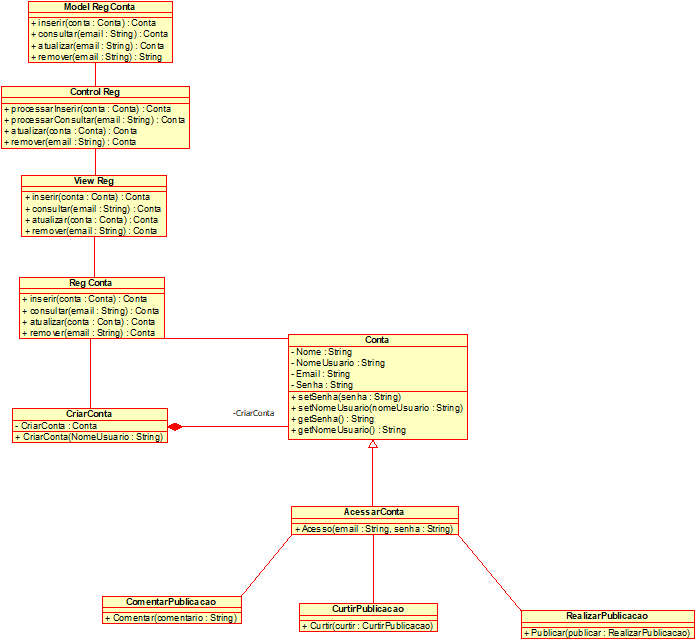 Model Reg Conta
+ inserir(conta : Conta) : Conta
+ consultar(email : String) : Conta
+ atualizar(email : String) : Conta
+ remover(email : String) : String
Control Reg
+ processarInserir(conta : Conta) : Conta
+ processarConsultar(email : String) : Conta
+ atualizar(conta : Conta) : Conta
+ remover(email : String) : Conta
View Reg
+ inserir(conta : Conta) : Conta
+ consultar(email : String) : Conta
+ atualizar(conta : Conta) : Conta
+ remover(email : String) : Conta
Reg Conta
+ inserir(conta : Conta) : Conta
+ consultar(email : String) : Conta
+ atualizar(conta : Conta) : Conta
+ remover(email : String) : Conta
Conta
- Nome : String
- NomeUsuario : String
- Email : String
- Senha : String
+ setSenha(senha : String)
+ setNomeUsuario(nomeUsuario : String)
+ getSenha() : String
+ getNomeUsuario() : String
CriarConta
- CriarConta : Conta
+ CriarConta(NomeUsuario : String)
-CriarConta
AcessarConta
+ Acesso(email : String, senha : String)
ComentarPublicacao
+ Comentar(comentario : String)
CurtirPublicacao
+ Curtir(curtir : CurtirPublicacao)
RealizarPublicacao
+ Publicar(publicar : RealizarPublicacao)